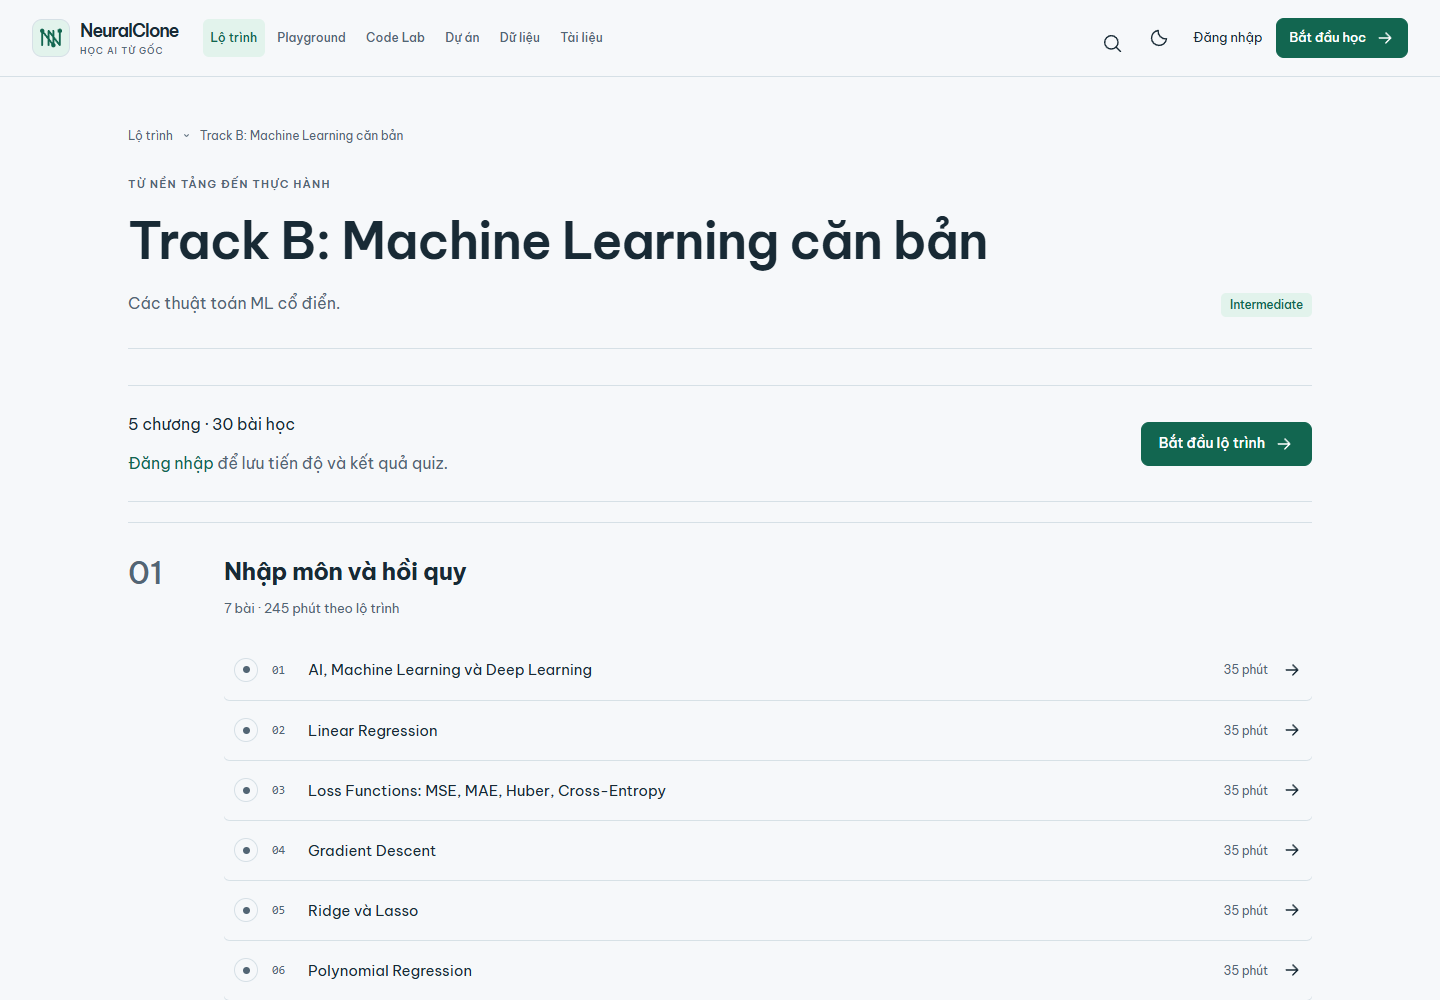 NeuralClone
HỌC AI TỪ GỐC
Lộ trình
Playground
Code Lab
Dự án
Dữ liệu
Tài liệu
Đăng nhập
Bắt đầu học
Lộ trình
Track B: Machine Learning căn bản
TỪ NỀN TẢNG ĐẾN THỰC HÀNH
Track B: Machine Learning căn bản
Các thuật toán ML cổ điển.
Intermediate
5 chương · 30 bài học
Đăng nhập để lưu tiến độ và kết quả quiz.
Bắt đầu lộ trình
01
Nhập môn và hồi quy
7 bài · 245 phút theo lộ trình
01 AI, Machine Learning và Deep Learning 35 phút
02 Linear Regression 35 phút
03 Loss Functions: MSE, MAE, Huber, Cross-Entropy 35 phút
04 Gradient Descent 35 phút
05 Ridge và Lasso 35 phút
06 Polynomial Regression 35 phút